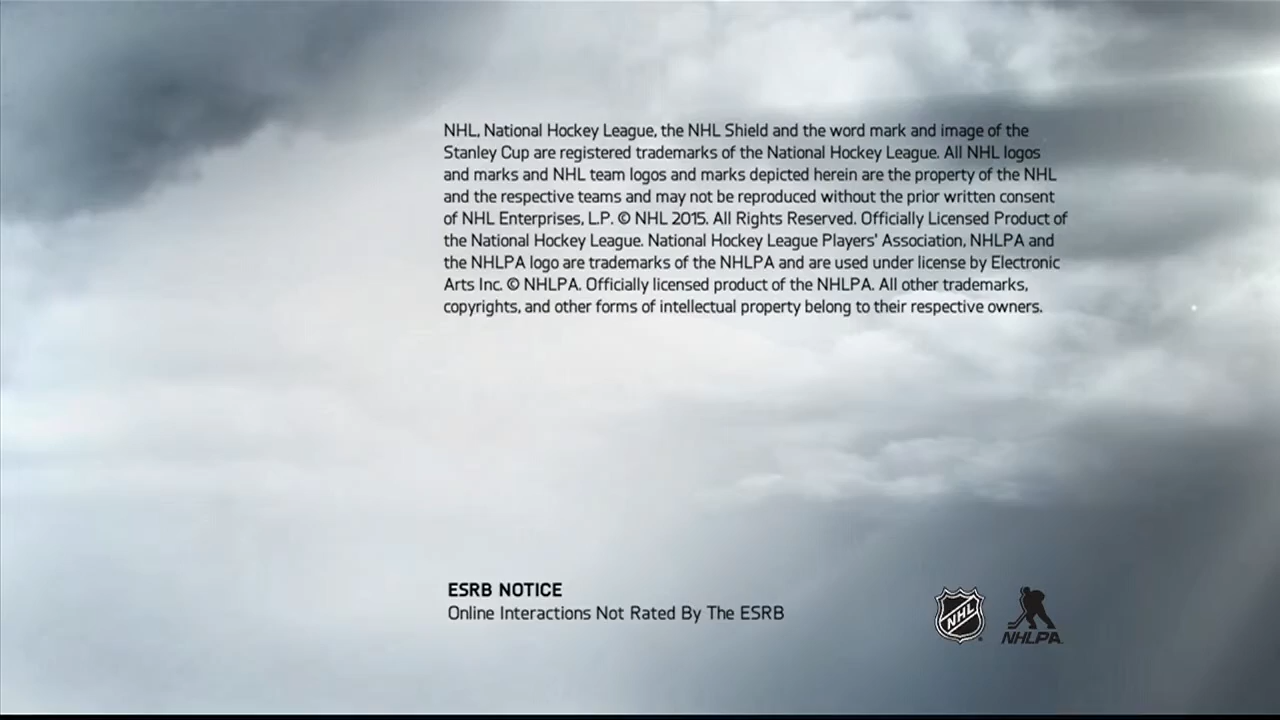 NHL, National Hockey League, the NHL Shield and the word mark and image of the
Stanley Cup are registered trademarks of the National Hockey League. All NHL logos
and marks and NHL team logos and marks depicted herein are the property of the NHL
and the respective teams and may not be reproduced without the prior written consent
of NHL Enterprises, L.P. © NHL 2015. All Rights Reserved. Officially Licensed Product of
the National Hockey League. National Hockey League Players' Association, NHLPA and
the NHLPA logo are trademarks of the NHLPA and are used under license by Electronic
Arts Inc. © NHLPA. Officially licensed product of the NHLPA. All other trademarks,
copyrights, and other forms of intellectual property belong to their respective owners.
ESRB NOTICE
Online Interactions Not Rated By The ESRB
NHL
NHLPA